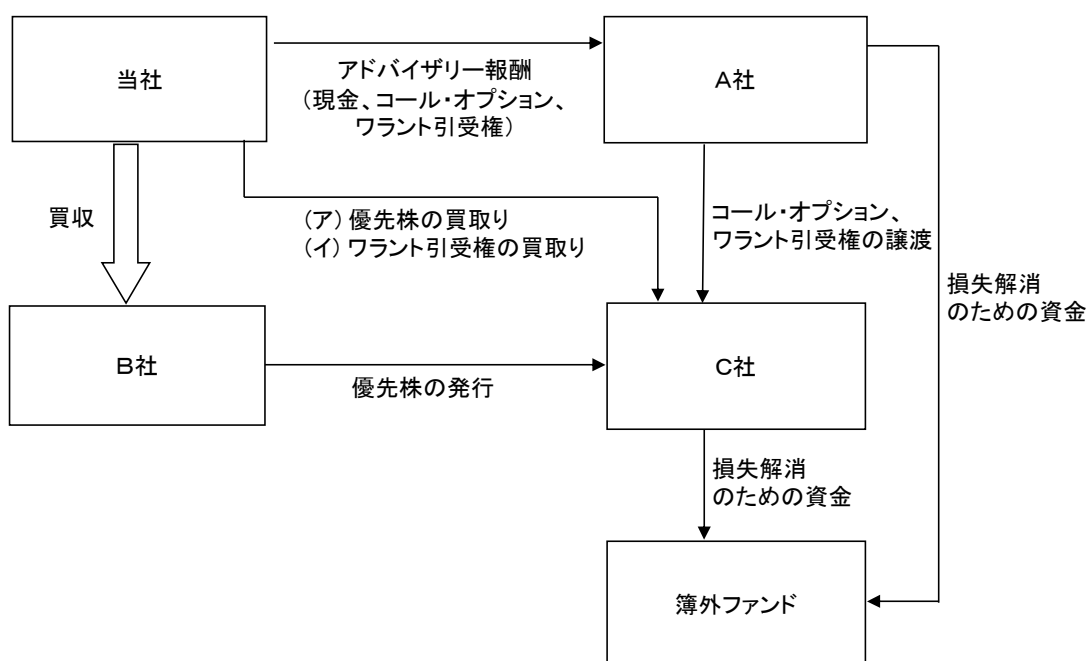 当社
A社
アドバイザリー報酬
（現金、コール・オプション、
ワラント引受権）
買収
（ア）優先株の買取り
（イ）ワラント引受権の買取り
コール・オプション、
ワラント引受権の譲渡
損失解消
のための資金
B社
C社
優先株の発行
損失解消
のための資金
簿外ファンド